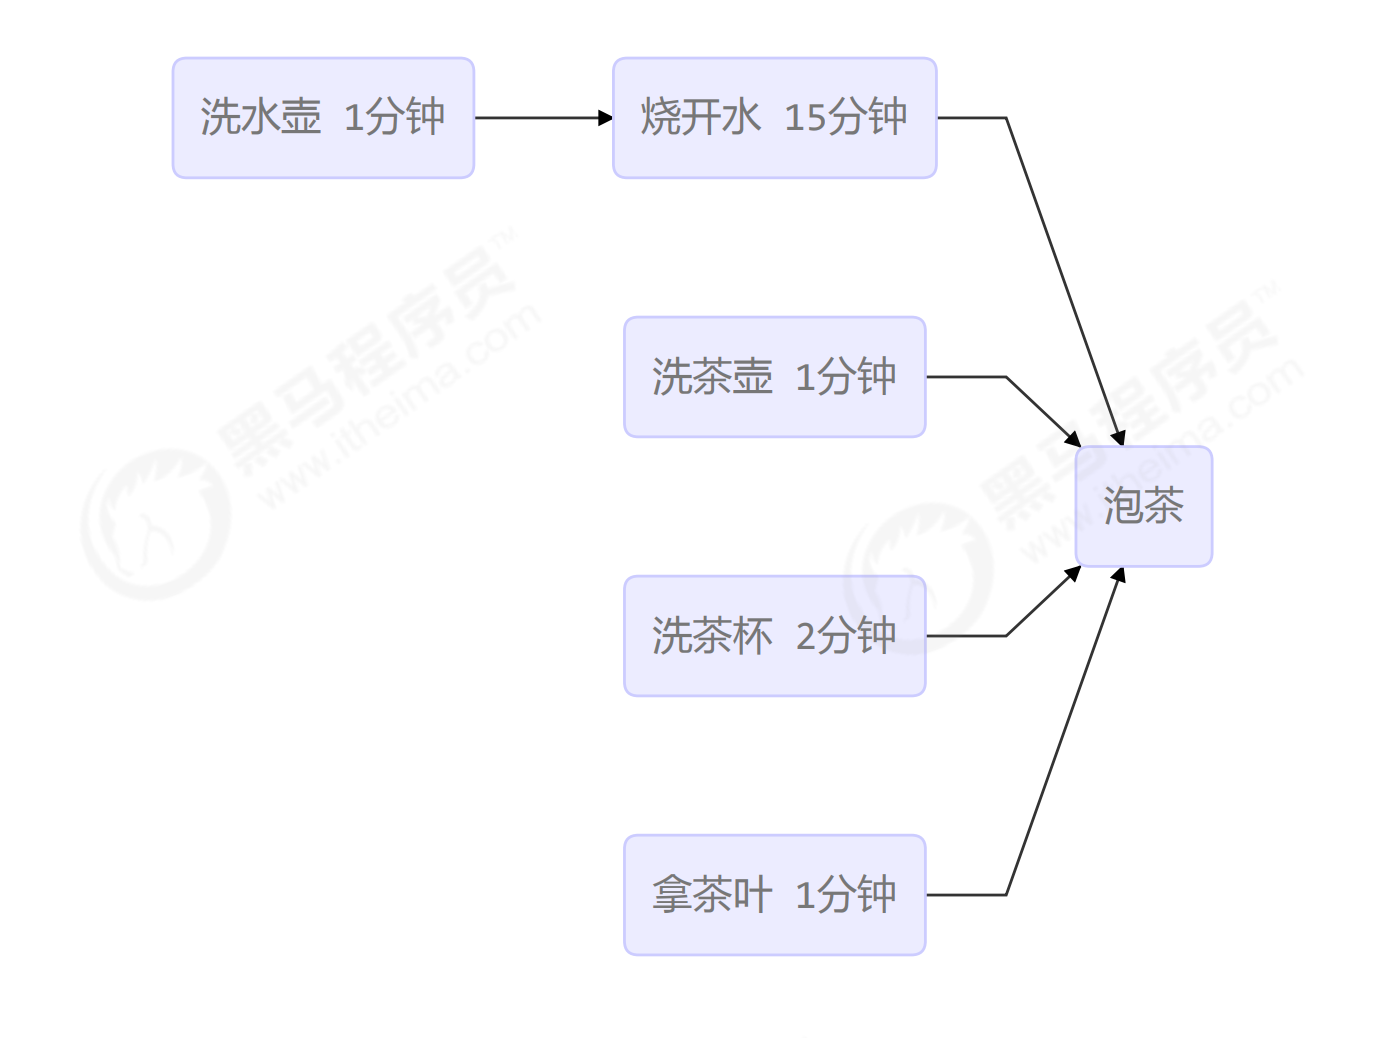 洗水壶 1分钟
烧开水 15分钟
洗茶壶 1分钟
泡茶
洗茶杯 2分钟
拿茶叶 1分钟
黑马程序员™
www.itheima.com
黑马程序员™
www.itheima.com